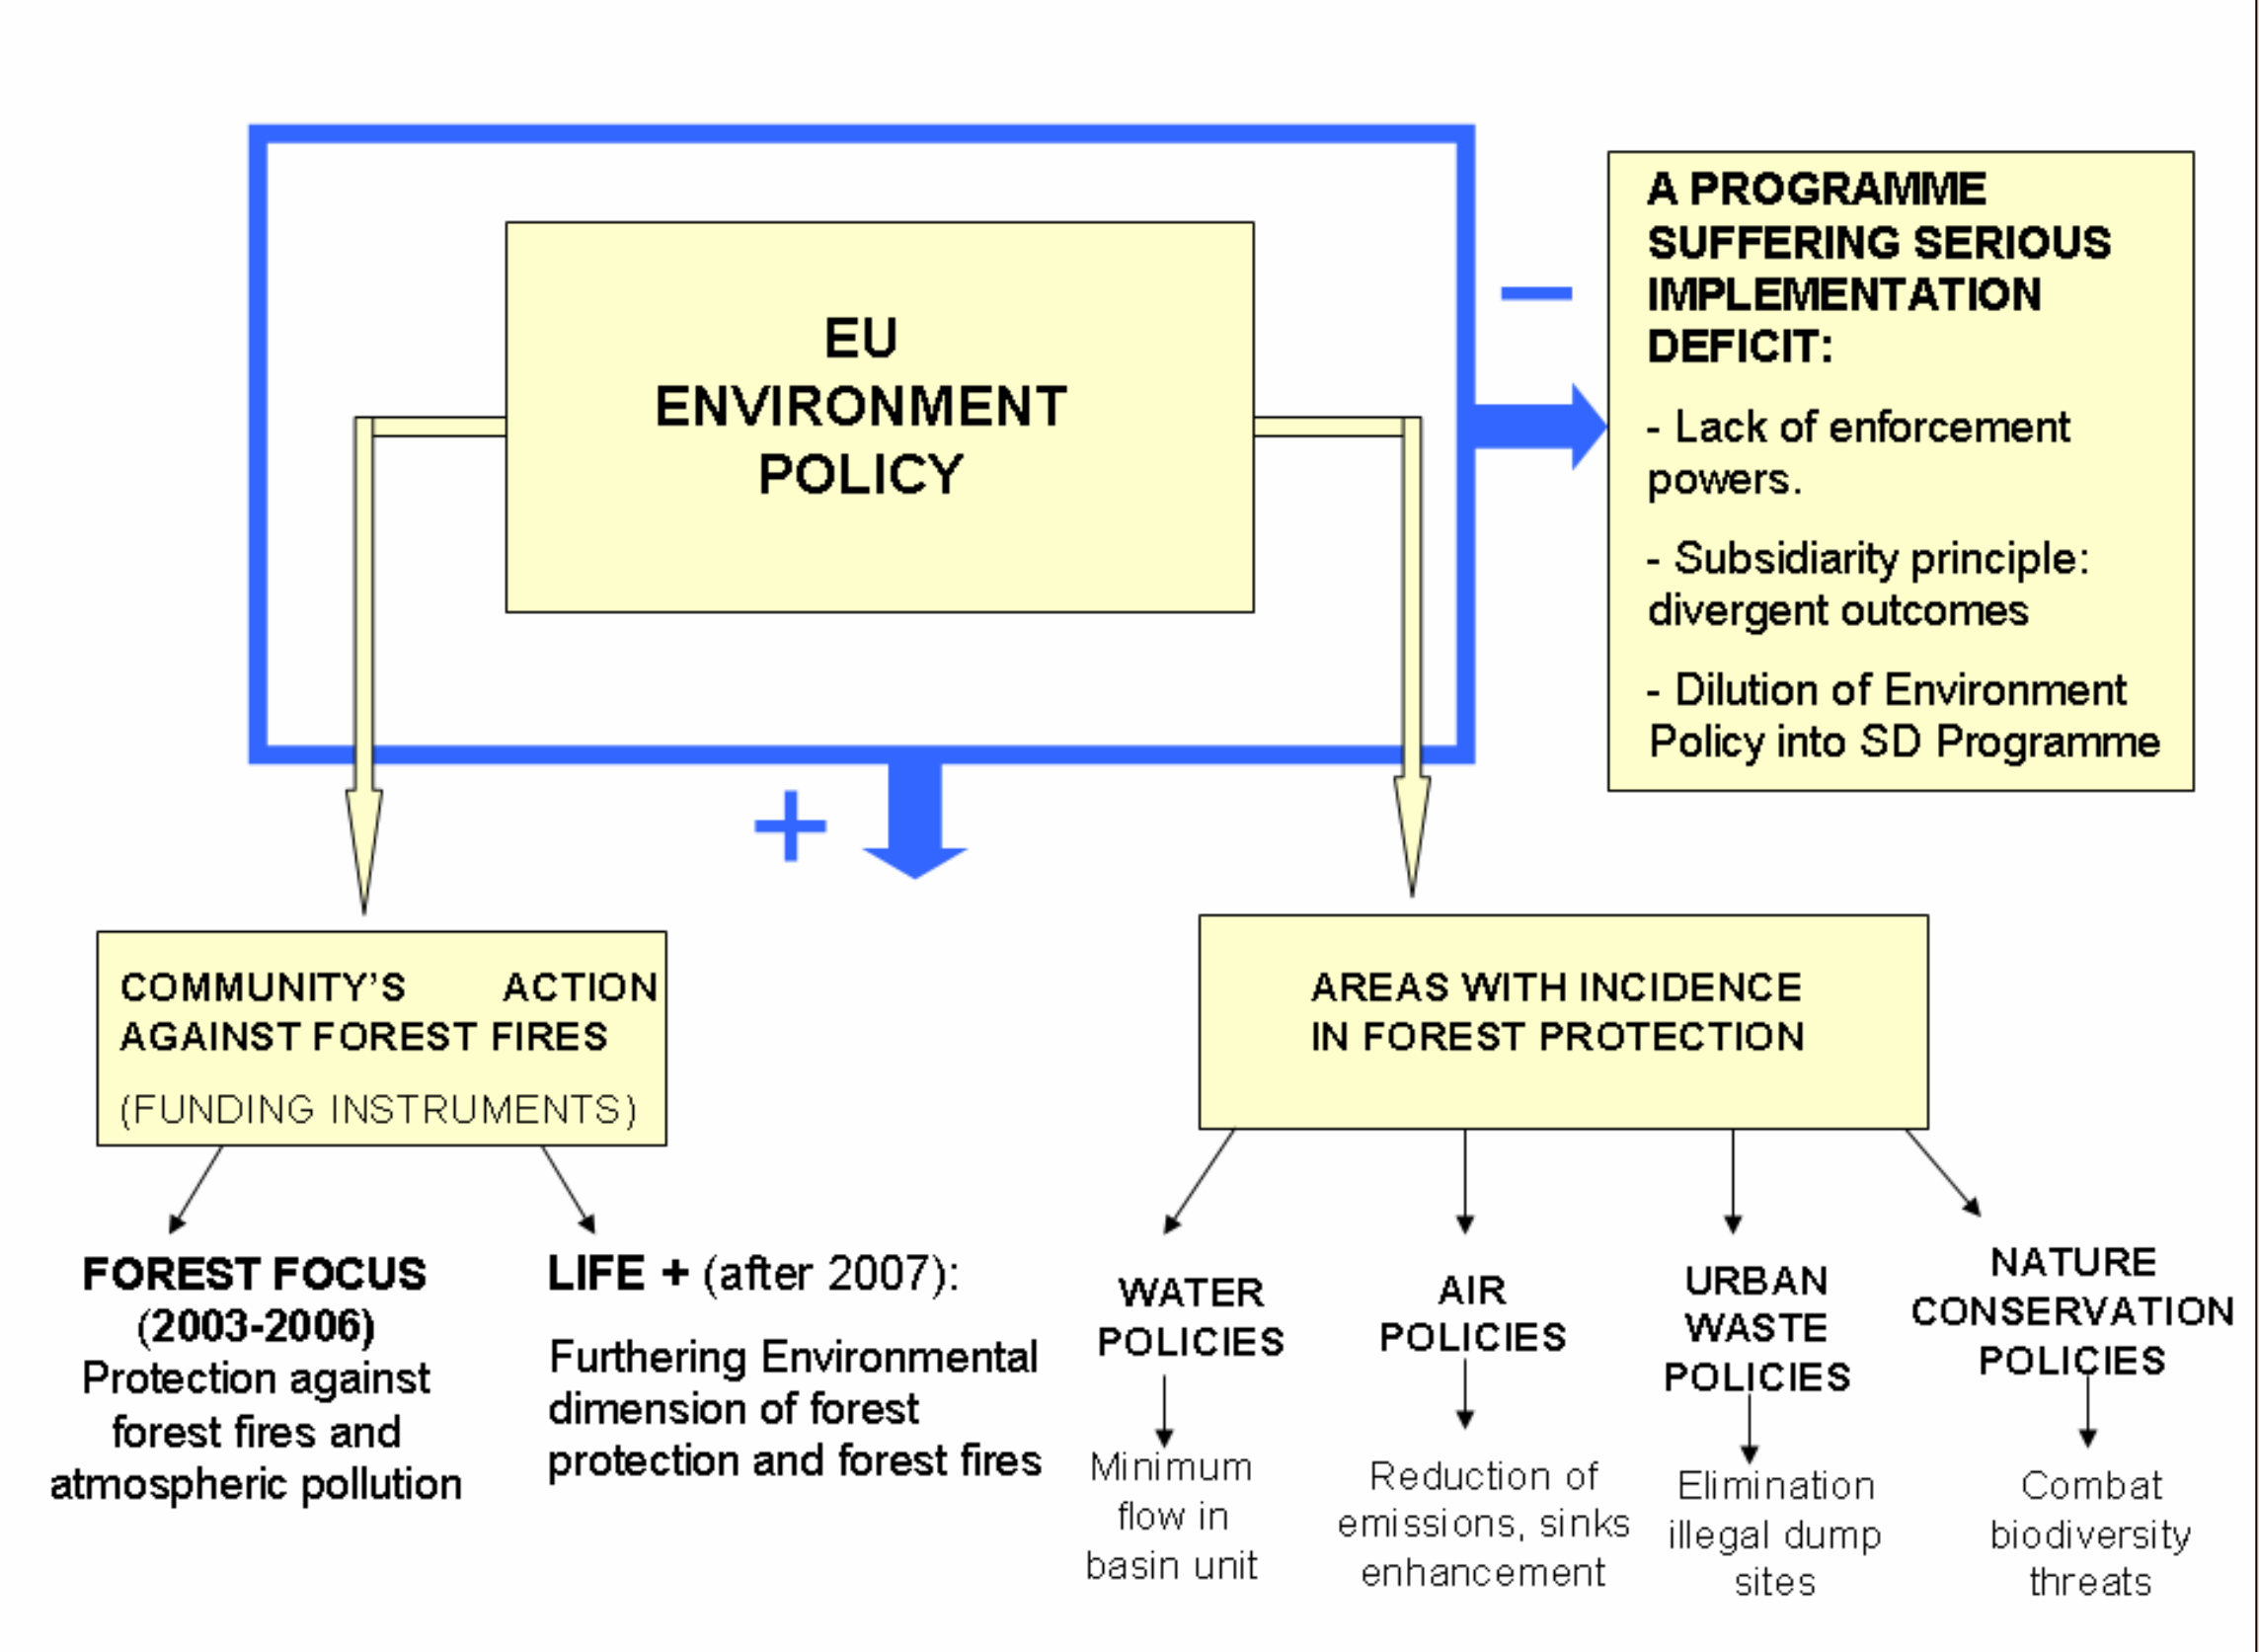 EU
ENVIRONMENT
POLICY
–
A PROGRAMME
SUFFERING SERIOUS
IMPLEMENTATION
DEFICIT:
- Lack of enforcement
powers.
- Subsidiarity principle:
divergent outcomes
- Dilution of Environment
Policy into SD Programme
+
COMMUNITY’S ACTION
AGAINST FOREST FIRES
(FUNDING INSTRUMENTS)
AREAS WITH INCIDENCE
IN FOREST PROTECTION
FOREST FOCUS
(2003-2006)
Protection against
forest fires and
atmospheric pollution
LIFE + (after 2007):
Furthering Environmental
dimension of forest
protection and forest fires
WATER
POLICIES
Minimum
flow in
basin unit
AIR
POLICIES
Reduction of
emissions, sinks
enhancement
URBAN
WASTE
POLICIES
Elimination
illegal dump
sites
NATURE
CONSERVATION
POLICIES
Combat
biodiversity
threats